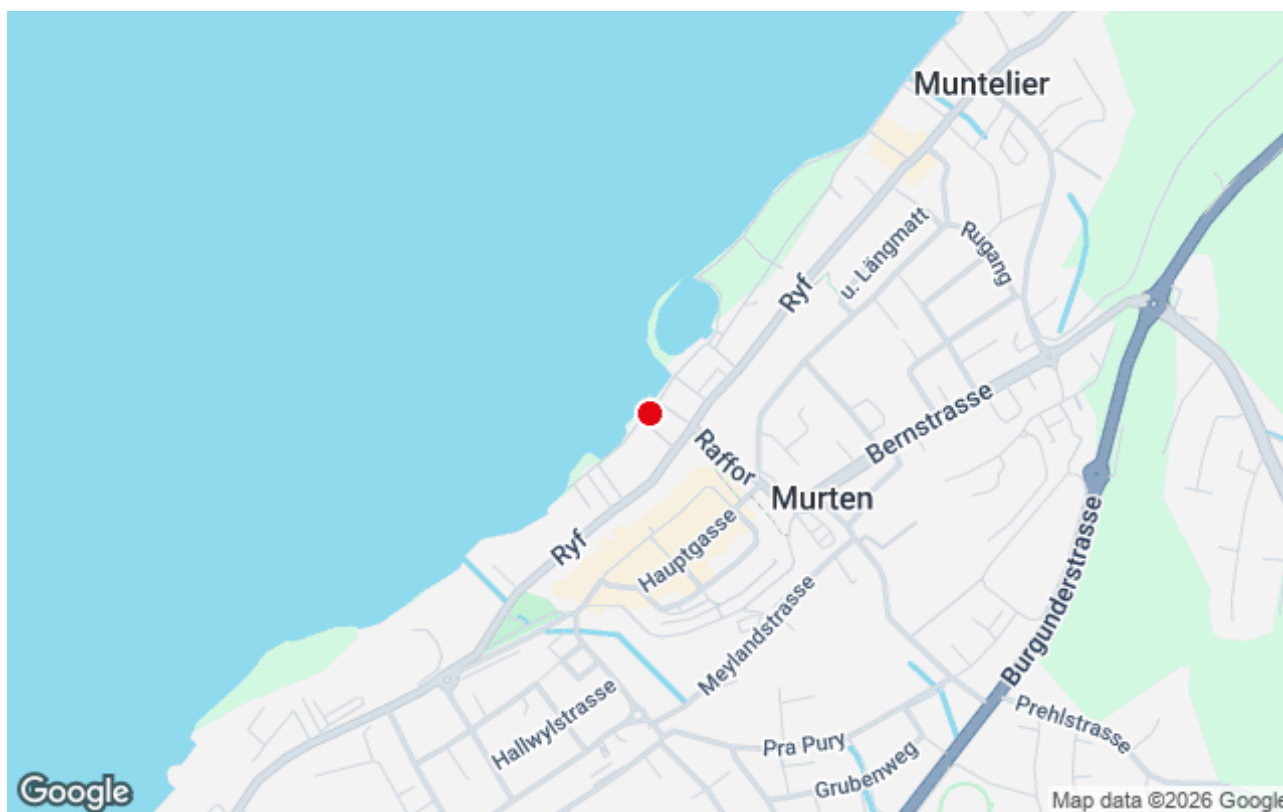 Muntelier
u. Längmatt
Rugang
Ryf
Bernstrasse
Raffor
Murten
Ryf
Hauptgasse
Meylandstrasse
Burgunderstrasse
Hallwylstrasse
Prehlstrasse
Pra Pury
Grubenweg
Google
Map data ©2026 Google